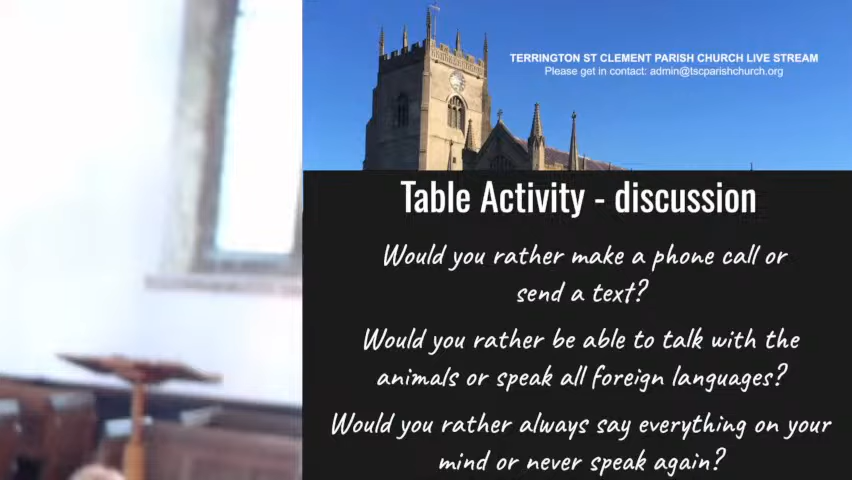 TERRINGTON ST CLEMENT PARISH CHURCH LIVE STREAM
Please get in contact: admin@tscparishchurch.org
Table Activity - discussion
Would you rather make a phone call or
send a text?
Would you rather be able to talk with the
animals or speak all foreign languages?
Would you rather always say everything on your
mind or never speak again?